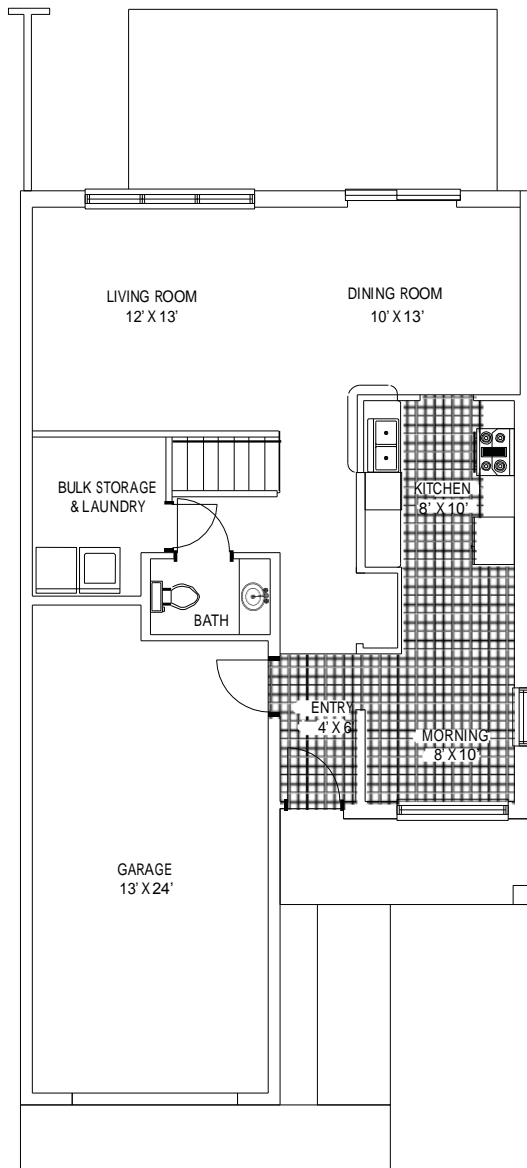 LIVING ROOM
12' X 13'
DINING ROOM
10' X 13'
KITCHEN
8' X 10'
BULK STORAGE
& LAUNDRY
BATH
ENTRY
4' X 6'
MORNING
8' X 10'
GARAGE
13' X 24'